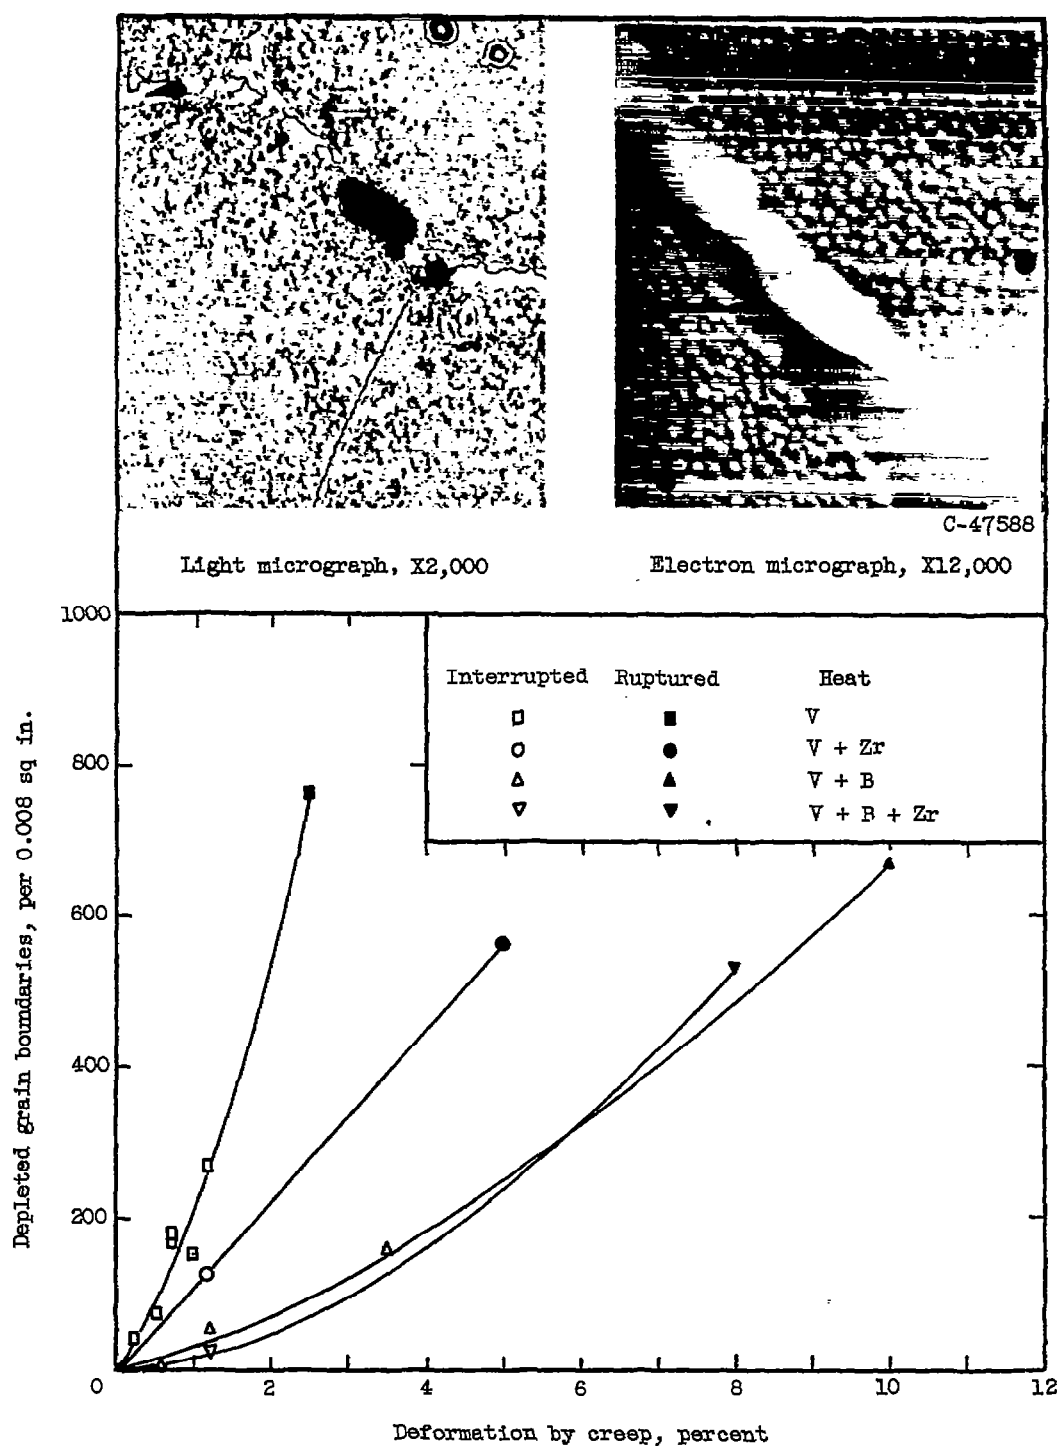 C-47588
Light micrograph, X2,000
Electron micrograph, X12,000
1000
800
600
400
200
0
2
4
6
8
10
12
Depleted grain boundaries, per 0.008 sq in.
Interrupted Ruptured Heat
V
V + Zr
V + B
V + B + Zr
Deformation by creep, percent